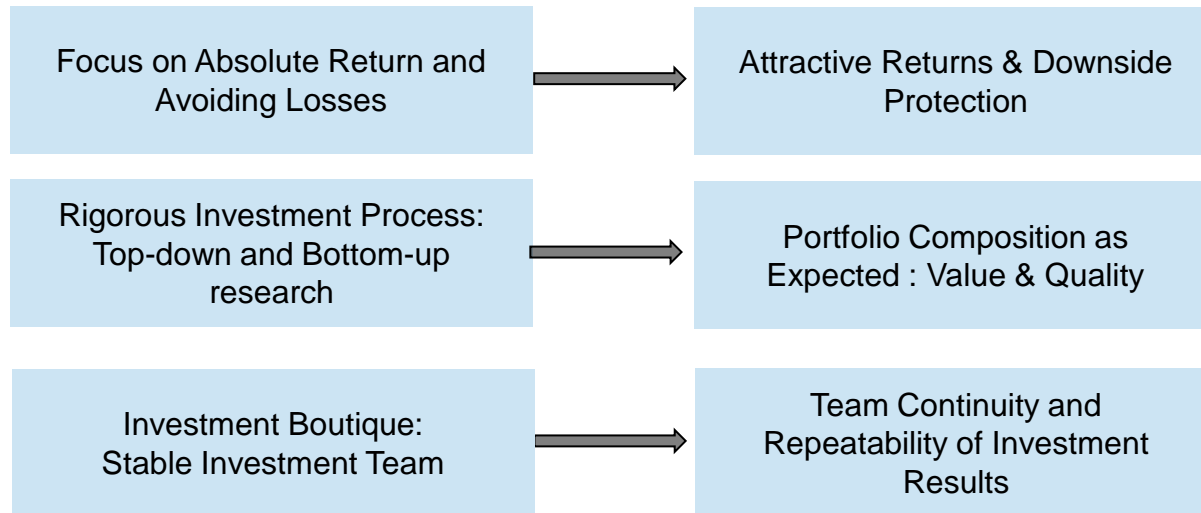 Focus on Absolute Return and
Avoiding Losses
Attractive Returns & Downside
Protection
Rigorous Investment Process:
Top-down and Bottom-up
research
Portfolio Composition as
Expected : Value & Quality
Investment Boutique:
Stable Investment Team
Team Continuity and
Repeatability of Investment
Results